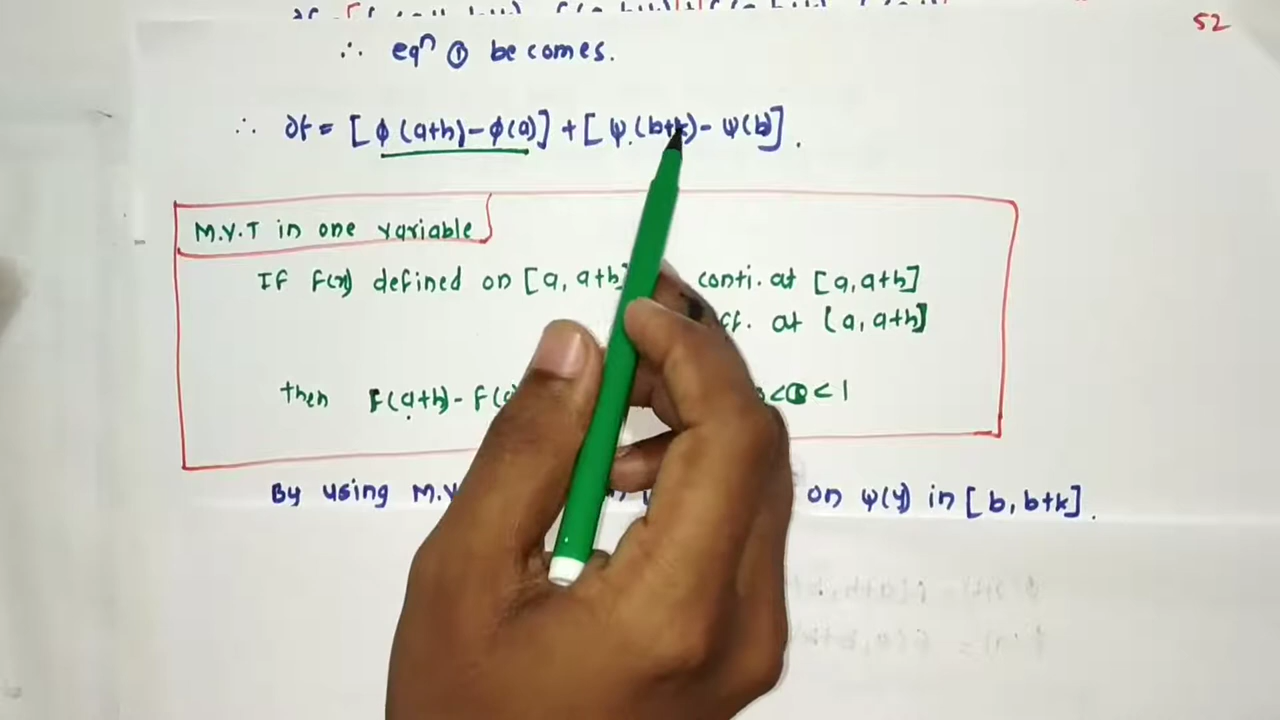 52
∴ eqⁿ ① becomes.
∴ ∂f = [ϕ(a+h)-ϕ(a)] + [ψ(b+k)-ψ(b)].
M.V.T in one variable
If f(x) defined on [a, a+h] conti. at [a,a+h]
at (a, a+h]
then F(a+h)-F(a < 1
By using M.V on ψ(y) in [b, b+k].